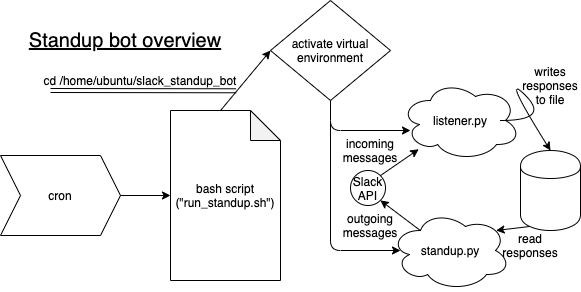 Standup bot overview
cd /home/ubuntu/slack_standup_bot
activate virtual
environment
writes
responses
to file
listener.py
incoming
messages
cron
bash script
("run_standup.sh")
Slack
API
outgoing
messages
standup.py
read
responses